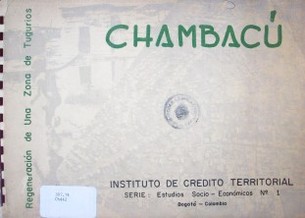 Regeneración de Una Zona de Tugurios
CHAMBACÚ
INSTITUTO DE CREDITO TERRITORIAL
SERIE: Estudios Socio-Económicos Nº 1
Bogotá - Colombia